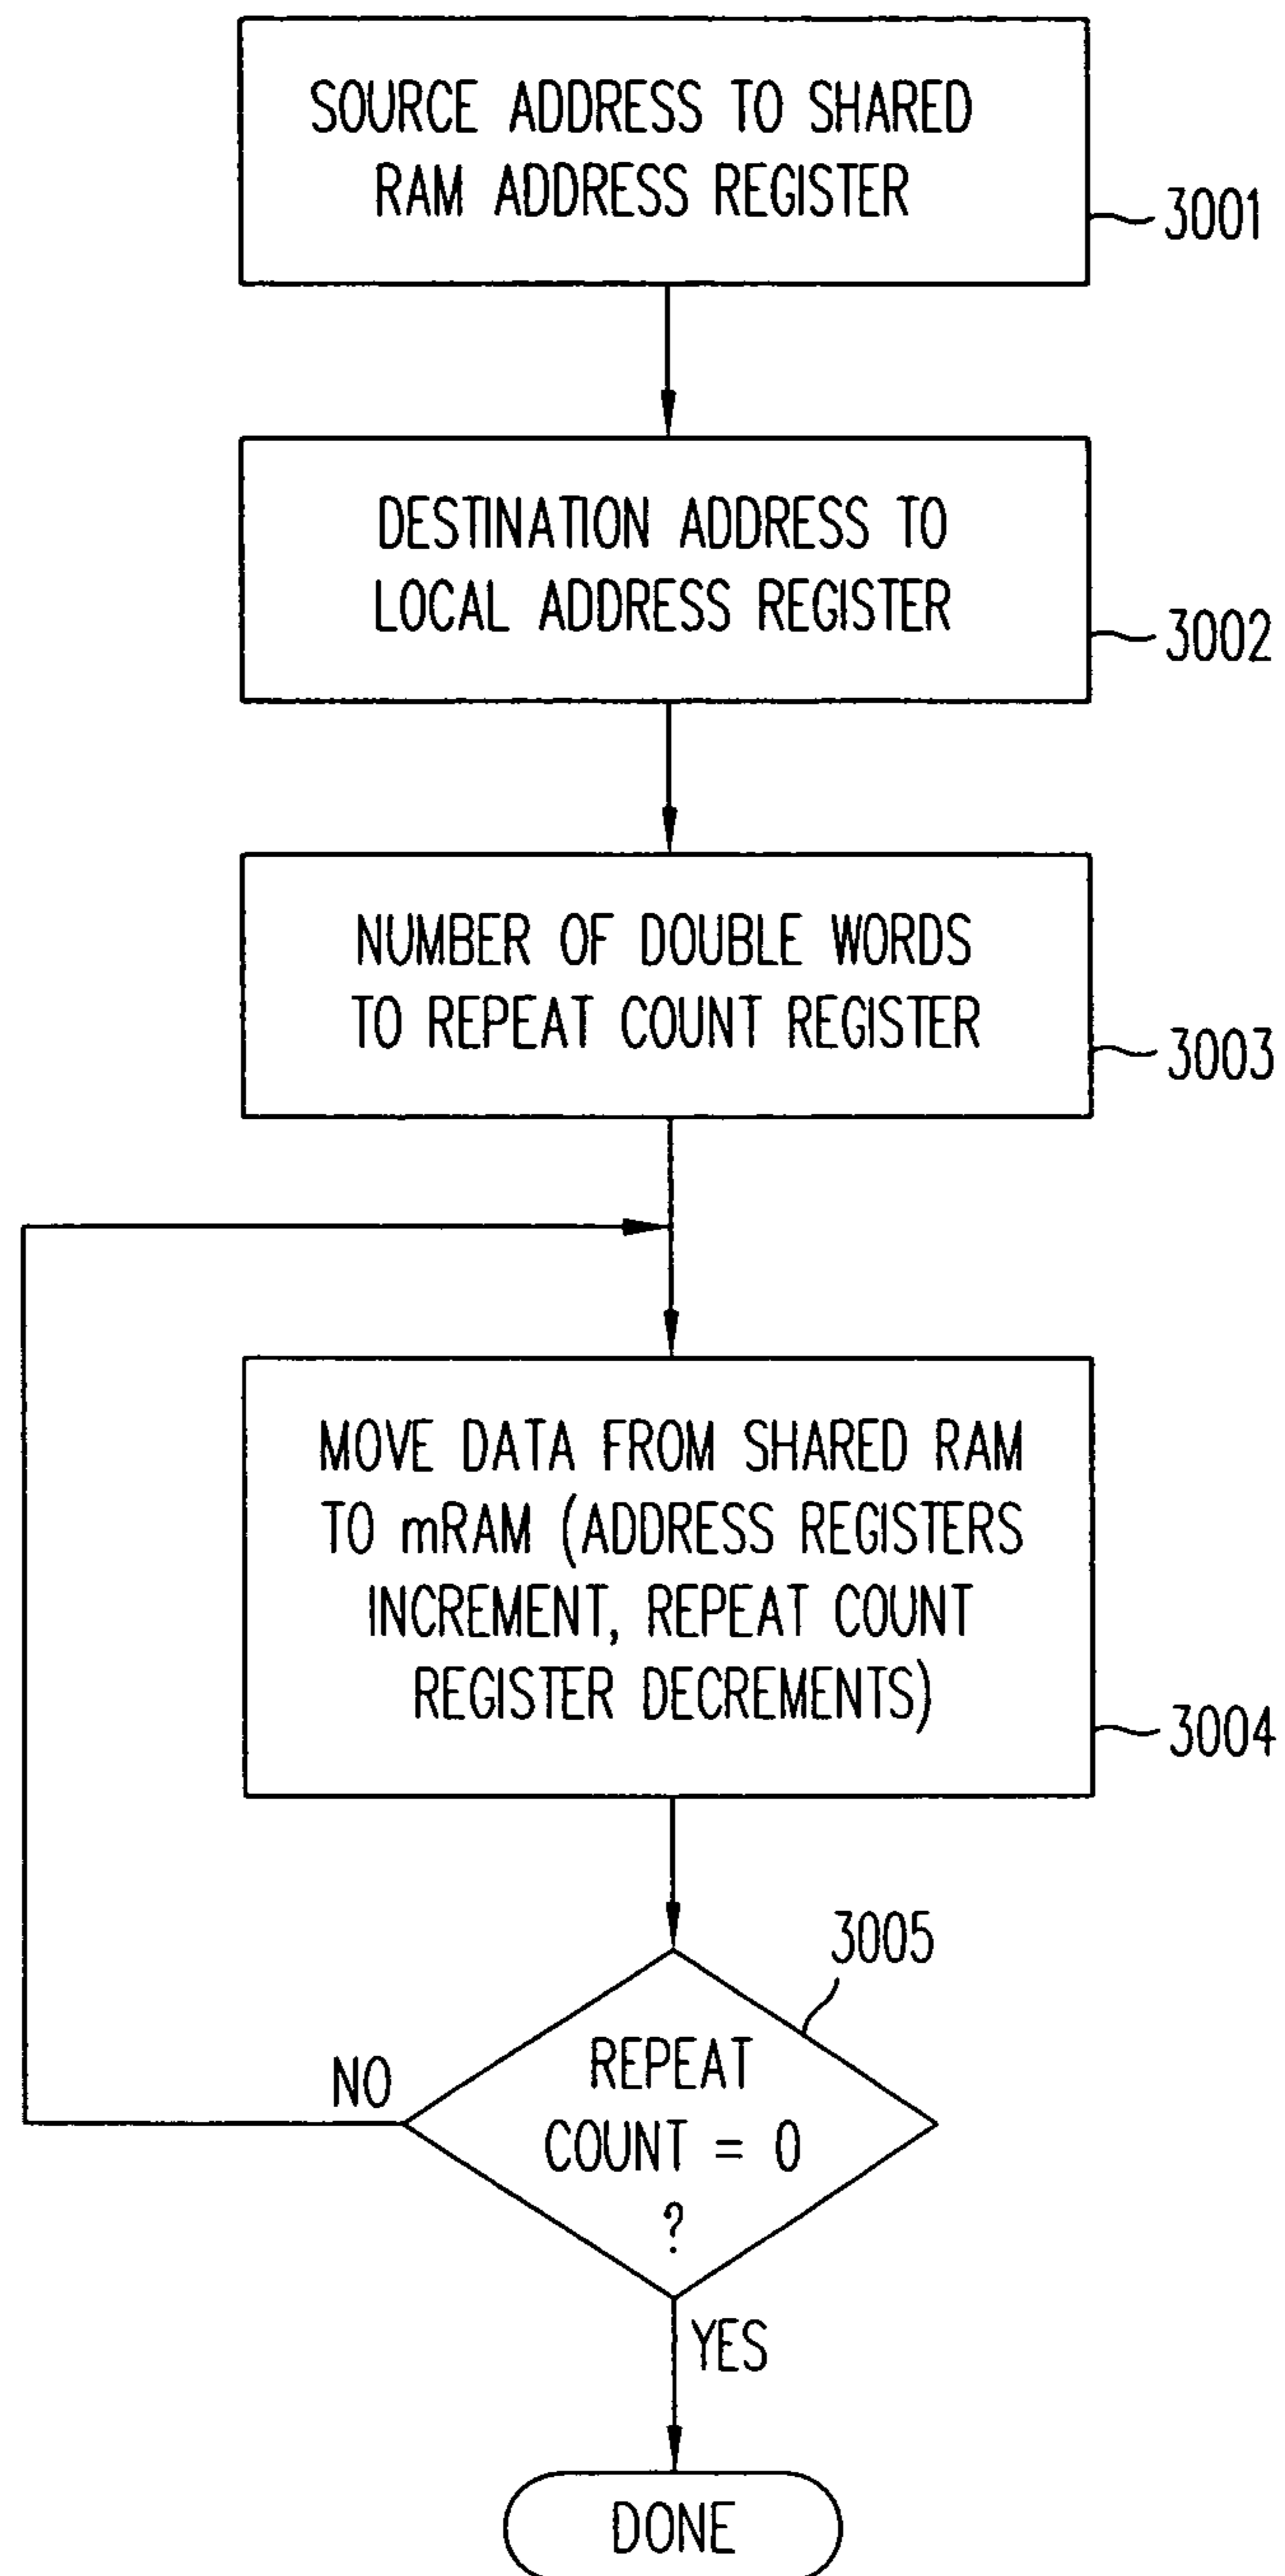 SOURCE ADDRESS TO SHARED
RAM ADDRESS REGISTER
3001
DESTINATION ADDRESS TO
LOCAL ADDRESS REGISTER
3002
NUMBER OF DOUBLE WORDS
TO REPEAT COUNT REGISTER
3003
MOVE DATA FROM SHARED RAM
TO mRAM (ADDRESS REGISTERS
INCREMENT, REPEAT COUNT
REGISTER DECREMENTS)
3004
3005
REPEAT
COUNT = 0
?
NO
YES
DONE